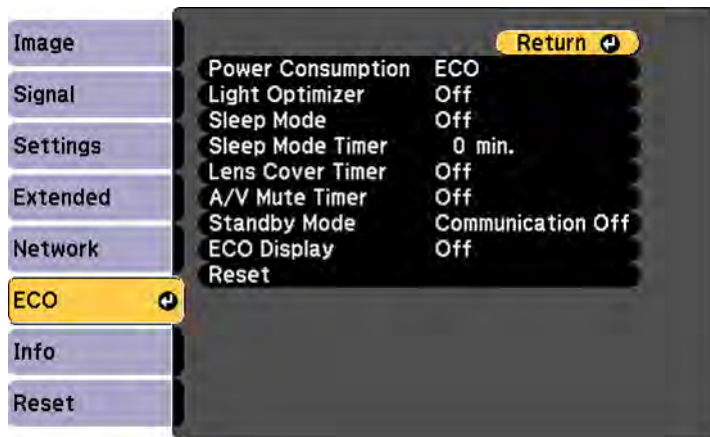 Image
Signal
Settings
Extended
Network
ECO
Info
Reset
Return
Power Consumption ECO
Light Optimizer Off
Sleep Mode Off
Sleep Mode Timer 0 min.
Lens Cover Timer Off
A/V Mute Timer Off
Standby Mode Communication Off
ECO Display Off
Reset